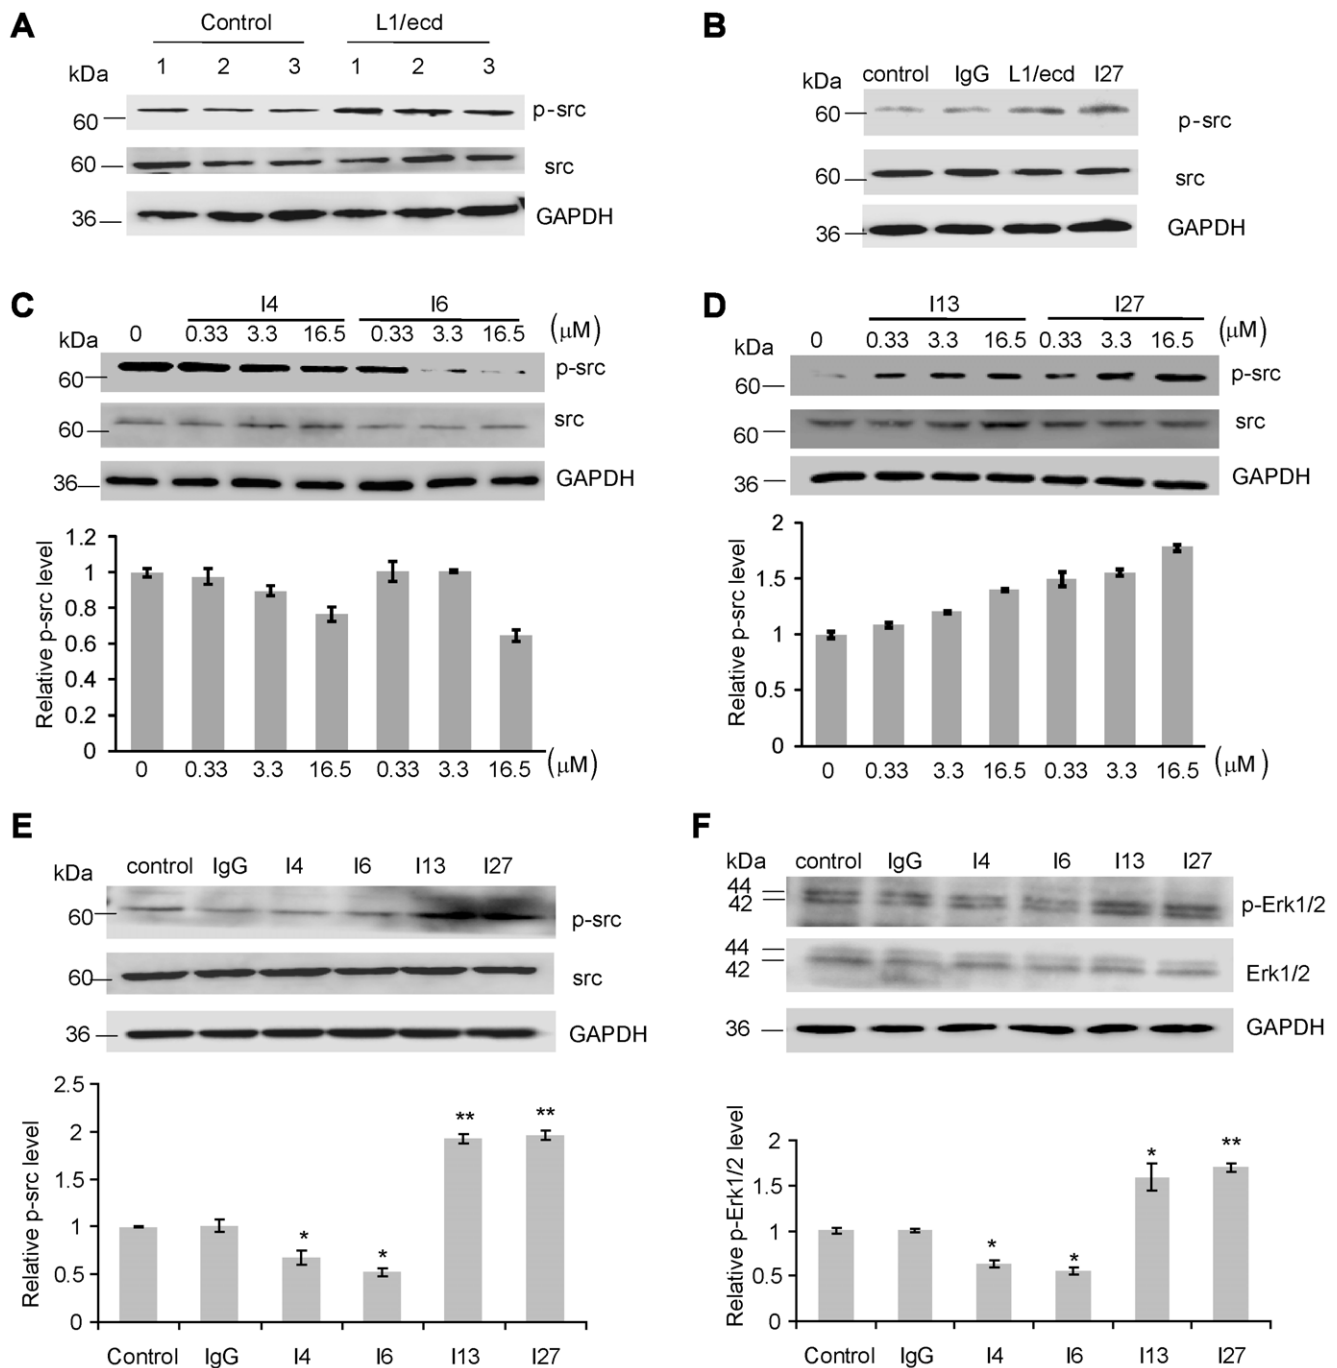 A
Control L1/ecd
kDa 1 2 3 1 2 3
60 p-src
60 src
36 GAPDH
B
kDa control IgG L1/ecd I27
60 p-src
60 src
36 GAPDH
C
I4 I6
kDa 0 0.33 3.3 16.5 0.33 3.3 16.5 (μM)
60 p-src
60 src
36 GAPDH
Relative p-src level
1.2
1
0.8
0.6
0.4
0.2
0
0 0.33 3.3 16.5 0.33 3.3 16.5 (μM)
D
I13 I27
kDa 0 0.33 3.3 16.5 0.33 3.3 16.5 (μM)
60 p-src
60 src
36 GAPDH
Relative p-src level
2
1.5
1
0.5
0
0 0.33 3.3 16.5 0.33 3.3 16.5 (μM)
E
kDa control IgG I4 I6 I13 I27
60 p-src
60 src
36 GAPDH
Relative p-src level
2.5
2
1.5
1
0.5
0
* * ** **
Control IgG I4 I6 I13 I27
F
kDa control IgG I4 I6 I13 I27
44
42 p-Erk1/2
44
42 Erk1/2
36 GAPDH
Relative p-Erk1/2 level
2
1.5
1
0.5
0
* * * **
Control IgG I4 I6 I13 I27